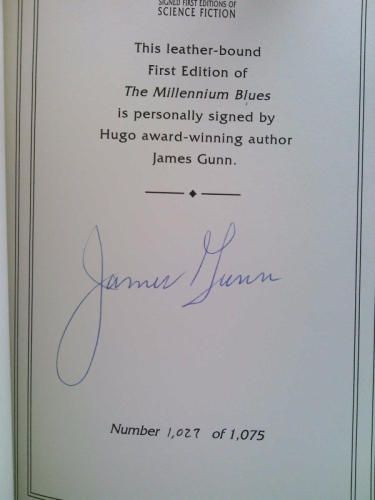 SIGNED FIRST EDITIONS OF
SCIENCE FICTION
This leather-bound
First Edition of
The Millennium Blues
is personally signed by
Hugo award-winning author
James Gunn.
James Gunn
Number 1,027 of 1,075